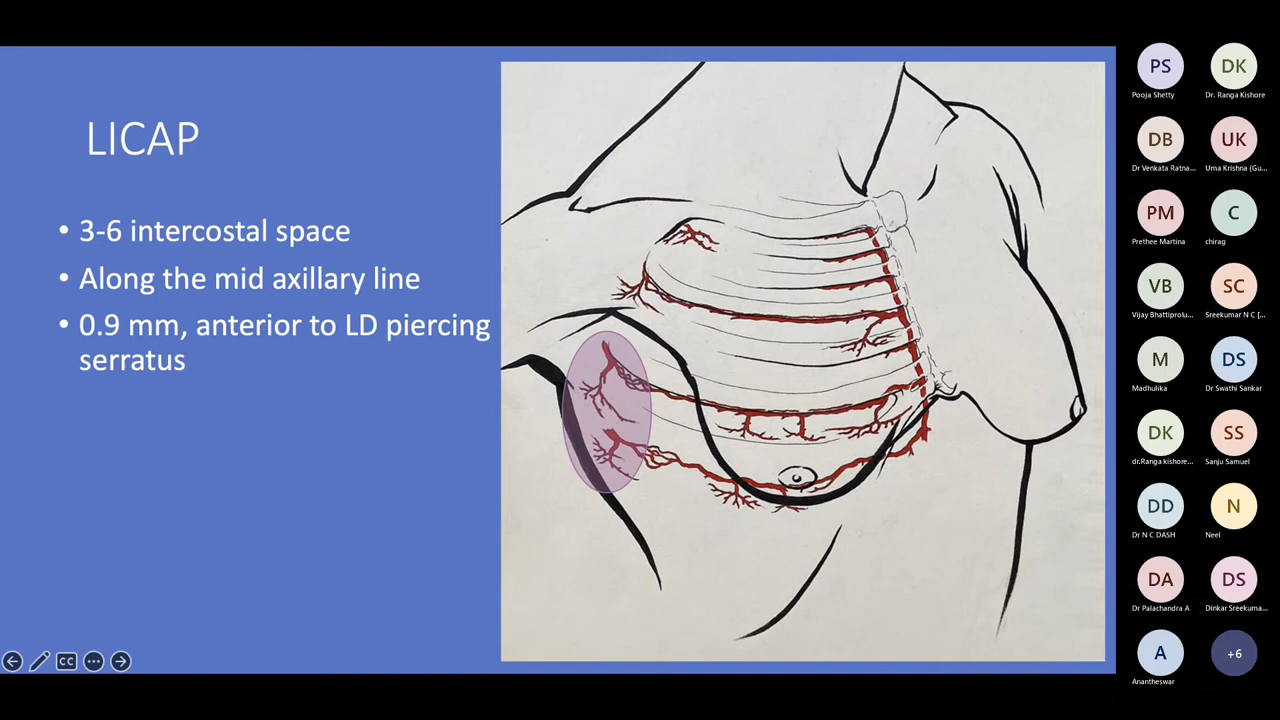 LICAP
• 3-6 intercostal space
• Along the mid axillary line
• 0.9 mm, anterior to LD piercing
serratus
CC
PS
Pooja Shetty
DK
Dr. Ranga Kishore
DB
Dr Venkata Ratna...
UK
Uma Krishna (Gu...
PM
Prethee Martina
C
chirag
VB
Vijay Bhattiprolu...
SC
Sreekumar N C [...
M
Madhulika
DS
Dr Swathi Sankar
DK
dr.Ranga kishore...
SS
Sanju Samuel
DD
Dr N C DASH
N
Neel
DA
Dr Palachandra A
DS
Dinkar Sreekuma...
A
Anantheswar
+6